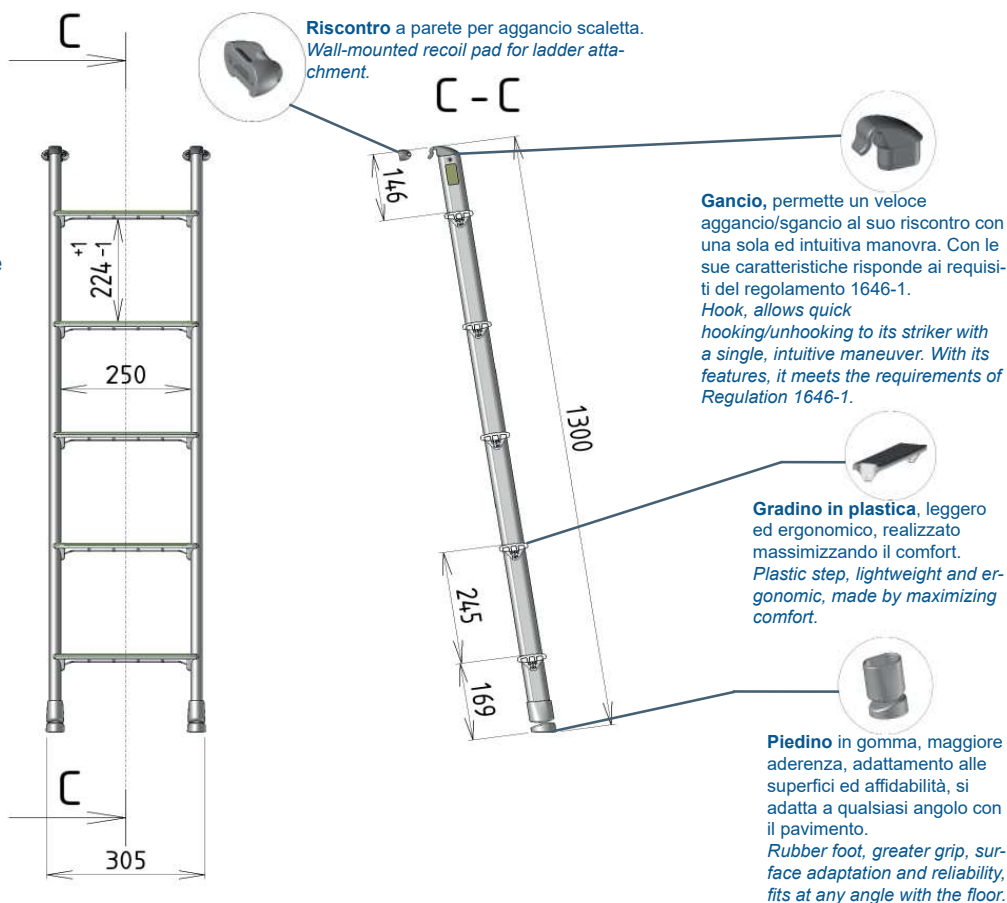 C
Riscontro a parete per aggancio scaletta.
Wall-mounted recoil pad for ladder atta-
chment.
C - C
146
Gancio, permette un veloce
aggancio/sgancio al suo riscontro con
una sola ed intuitiva manovra. Con le
sue caratteristiche risponde ai requisi-
ti del regolamento 1646-1.
Hook, allows quick
hooking/unhooking to its striker with
a single, intuitive maneuver. With its
features, it meets the requirements of
Regulation 1646-1.
e
224 +1 -1
250
1300
Gradino in plastica, leggero
ed ergonomico, realizzato
massimizzando il comfort.
Plastic step, lightweight and er-
gonomic, made by maximizing
comfort.
245
169
Piedino in gomma, maggiore
aderenza, adattamento alle
superfici ed affidabilità, si
adatta a qualsiasi angolo con
il pavimento.
Rubber foot, greater grip, sur-
face adaptation and reliability,
fits at any angle with the floor.
C
305